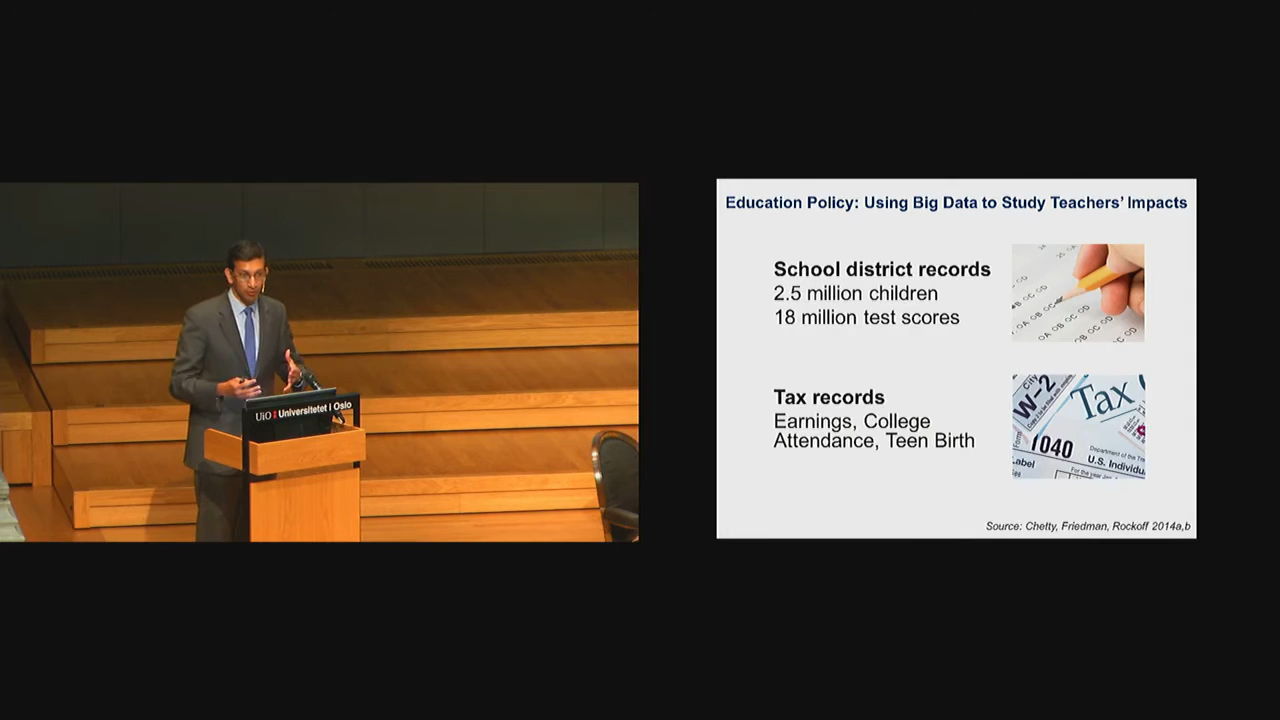 UiO Universitetet i Oslo
Education Policy: Using Big Data to Study Teachers' Impacts
School district records
2.5 million children
18 million test scores
Tax records
Earnings, College
Attendance, Teen Birth
W-2
Tax
1040
U.S. Individu
Label
Source: Chetty, Friedman, Rockoff 2014a,b